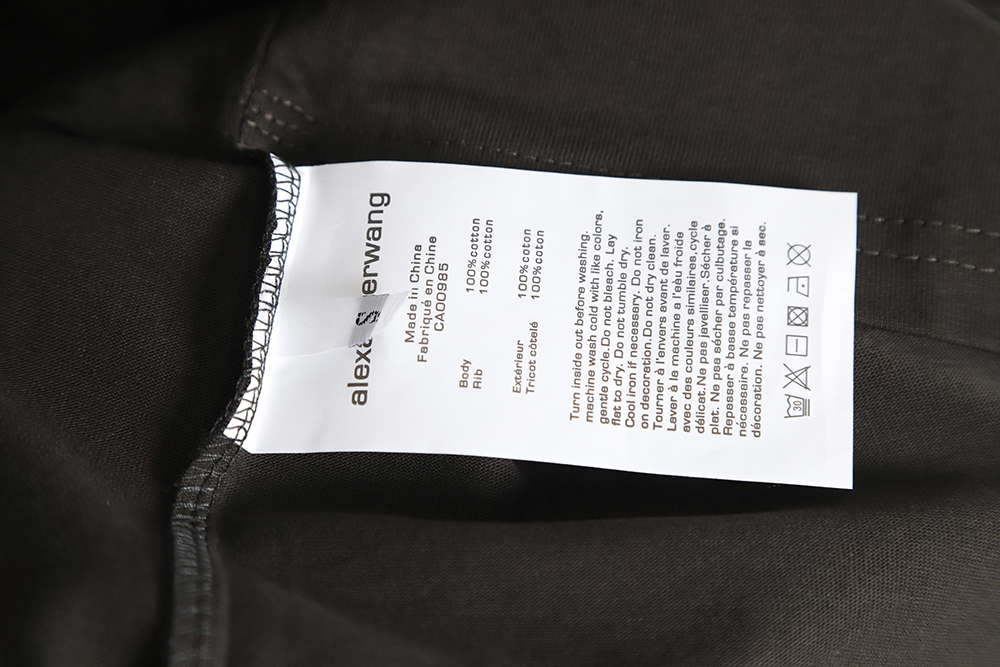 alexa erwang
S
Made in China
Fabriqué en Chine
CA00985
Body 100%cotton
Rib 100%cotton
Extérieur 100%coton
Tricot côtelé 100%coton
Turn inside out before washing.
machine wash cold with like colors,
gentle cycle.Do not bleach. Lay
flat to dry. Do not tumble dry.
Cool iron if necessary. Do not iron
on decoration.Do not dry clean.
Tourner à l'envers avant de laver.
Laver à la machine a l'eàu froide
avec des couleurs similaires,cycle
délicat.Ne pas javelliser.Sécher à
plat. Ne pas sécher par culbutage.
Repasser à basse température si
nécessaire. Ne pas repasser la
décoration. Ne pas nettoyer à sec.
30